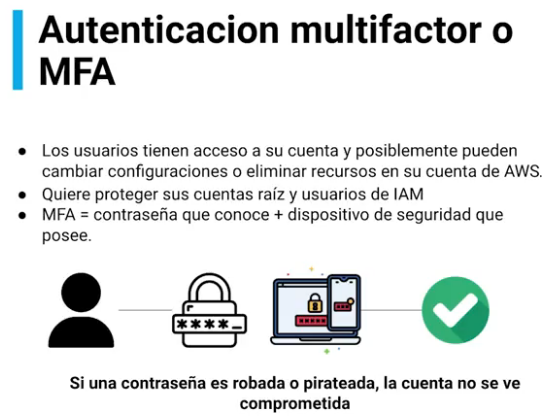 Autenticacion multifactor o
MFA
● Los usuarios tienen acceso a su cuenta y posiblemente pueden
cambiar configuraciones o eliminar recursos en su cuenta de AWS.
● Quiere proteger sus cuentas raíz y usuarios de IAM
● MFA = contraseña que conoce + dispositivo de seguridad que
posee.
****_
Si una contraseña es robada o pirateada, la cuenta no se ve
comprometida